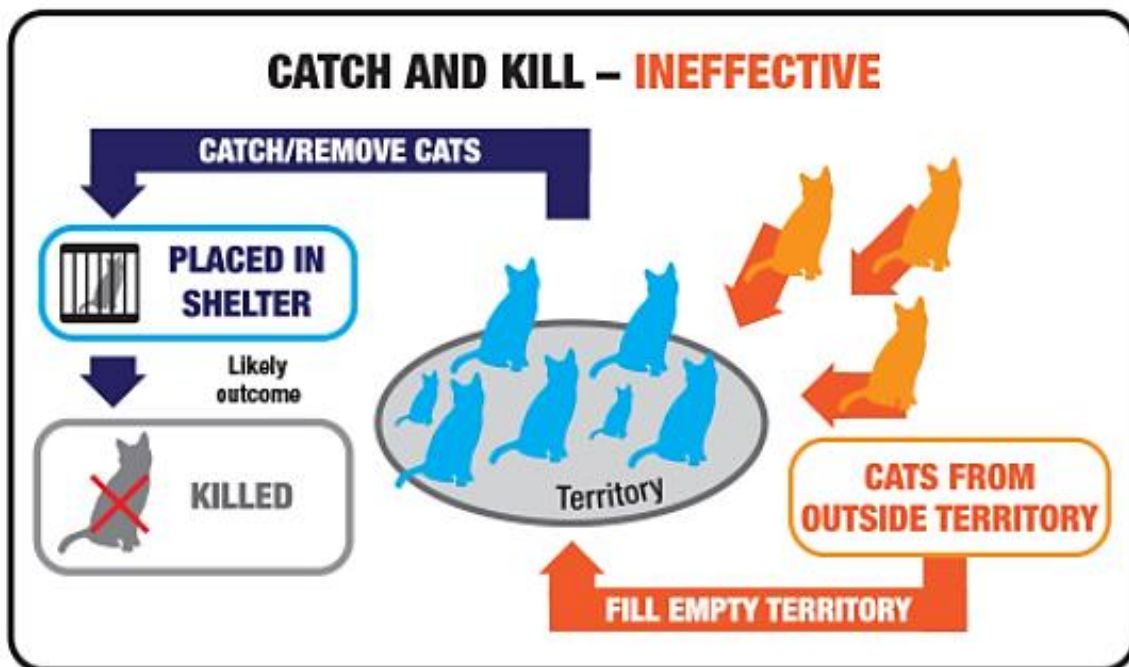 CATCH AND KILL – INEFFECTIVE
CATCH/REMOVE CATS
PLACED IN
SHELTER
Likely
outcome
KILLED
Territory
CATS FROM
OUTSIDE TERRITORY
FILL EMPTY TERRITORY